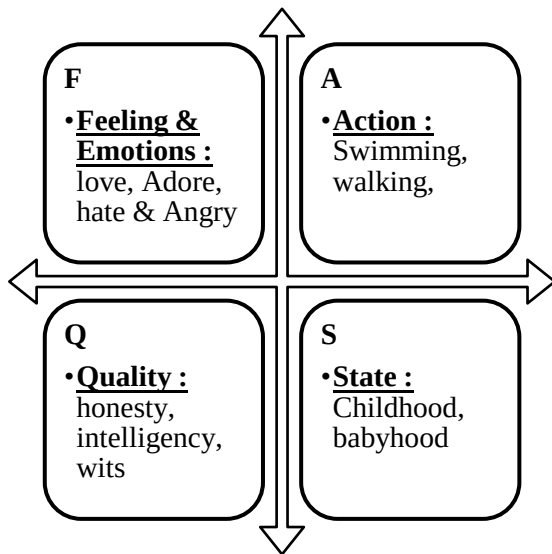 F
•Feeling &
Emotions :
love, Adore,
hate & Angry
A
•Action :
Swimming,
walking,
Q
•Quality :
honesty,
intelligency,
wits
S
•State :
Childhood,
babyhood